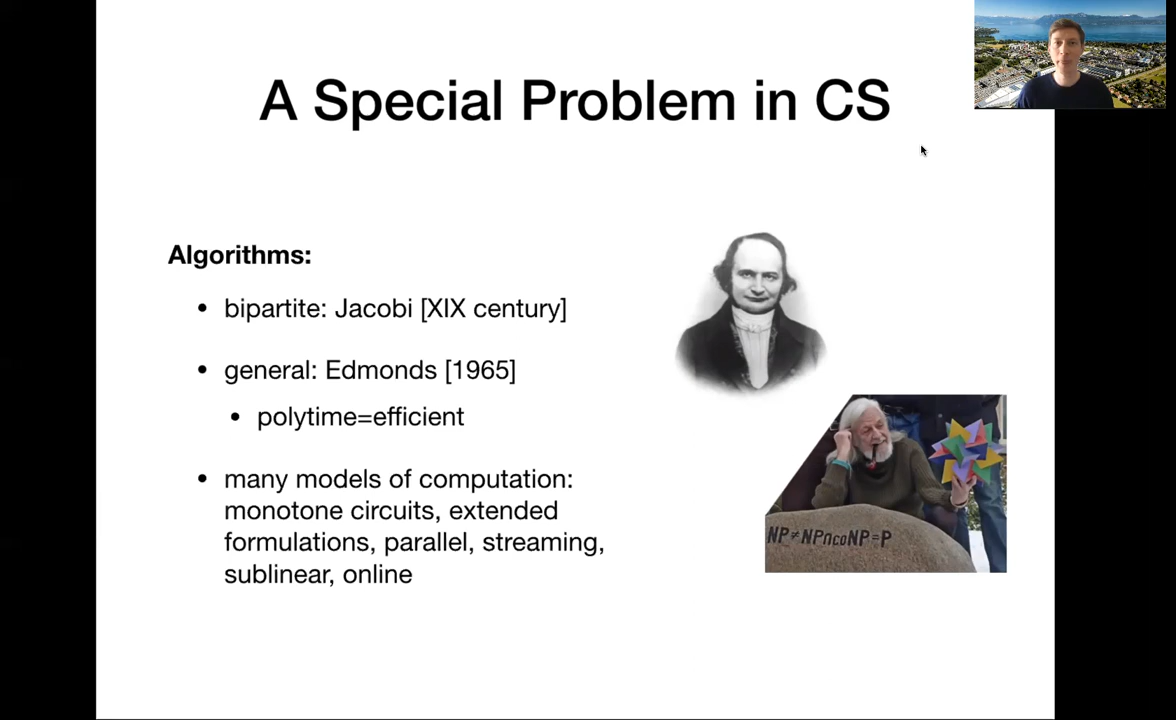 A Special Problem in CS
Algorithms:
• bipartite: Jacobi [XIX century]
• general: Edmonds [1965]
• polytime=efficient
• many models of computation:
monotone circuits, extended
formulations, parallel, streaming,
sublinear, online
NP≠NP∩coNP=P